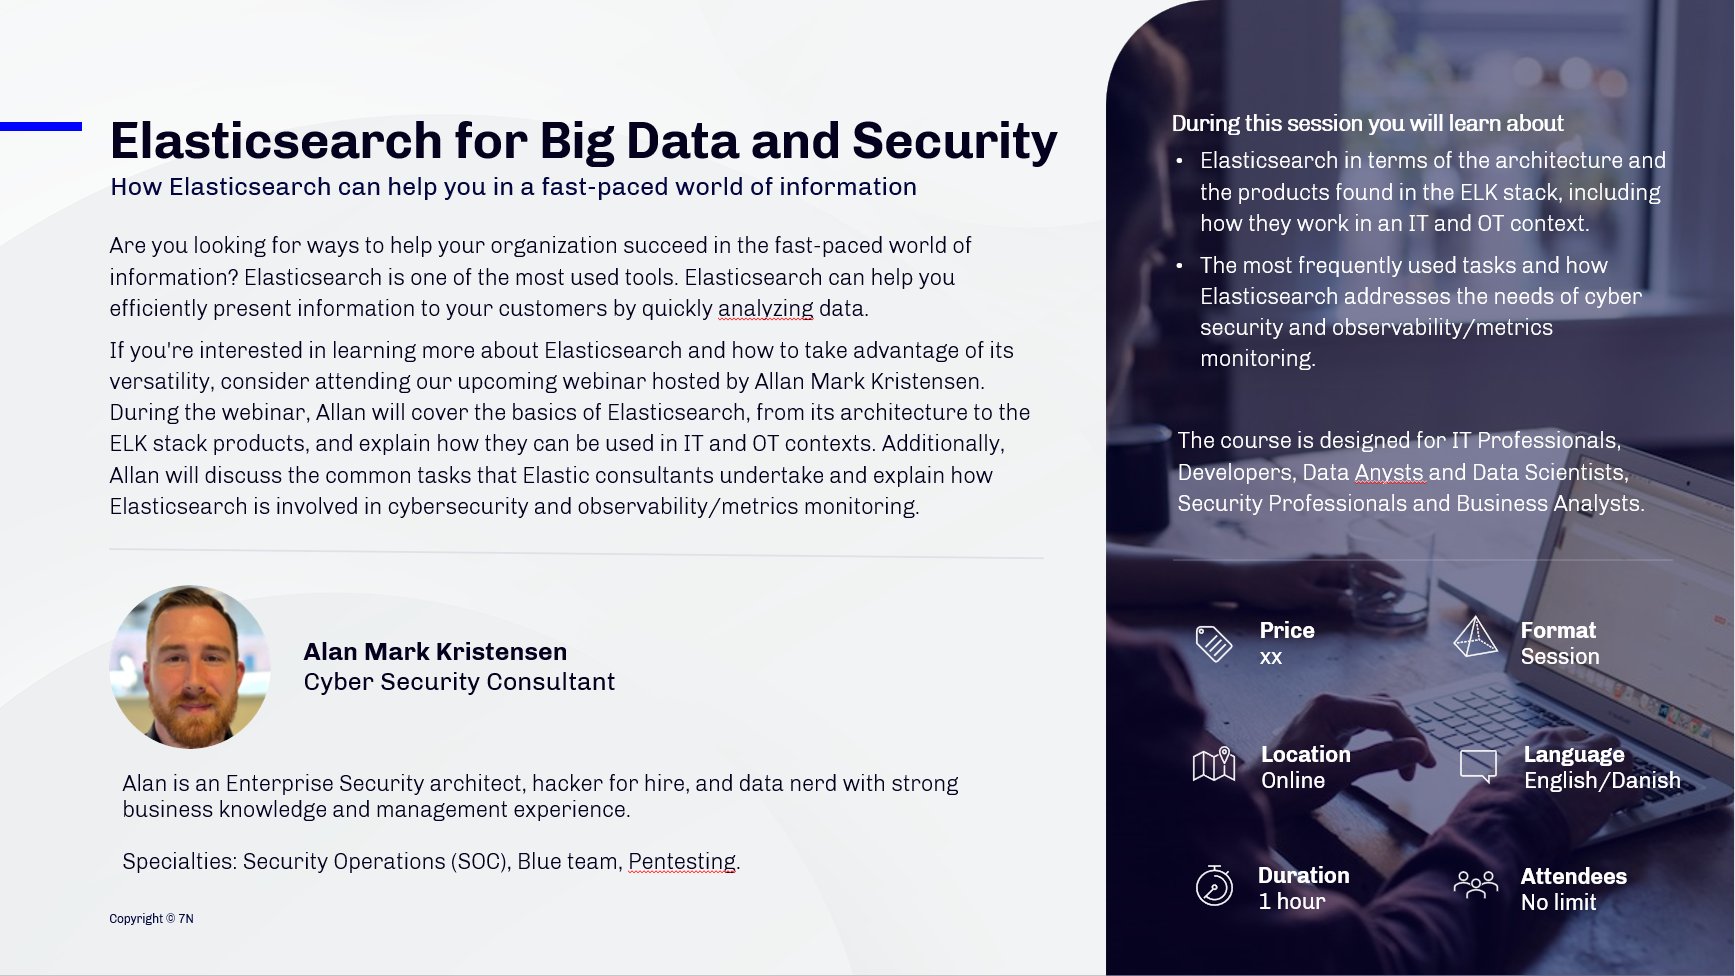 Elasticsearch for Big Data and Security
How Elasticsearch can help you in a fast-paced world of information
Are you looking for ways to help your organization succeed in the fast-paced world of
information? Elasticsearch is one of the most used tools. Elasticsearch can help you
efficiently present information to your customers by quickly analyzing data.
If you're interested in learning more about Elasticsearch and how to take advantage of its
versatility, consider attending our upcoming webinar hosted by Allan Mark Kristensen.
During the webinar, Allan will cover the basics of Elasticsearch, from its architecture to the
ELK stack products, and explain how they can be used in IT and OT contexts. Additionally,
Allan will discuss the common tasks that Elastic consultants undertake and explain how
Elasticsearch is involved in cybersecurity and observability/metrics monitoring.
Alan Mark Kristensen
Cyber Security Consultant
Alan is an Enterprise Security architect, hacker for hire, and data nerd with strong
business knowledge and management experience.
Specialties: Security Operations (SOC), Blue team, Pentesting.
Copyright © 7N
During this session you will learn about
• Elasticsearch in terms of the architecture and
the products found in the ELK stack, including
how they work in an IT and OT context.
• The most frequently used tasks and how
Elasticsearch addresses the needs of cyber
security and observability/metrics
monitoring.
The course is designed for IT Professionals,
Developers, Data Anysts and Data Scientists,
Security Professionals and Business Analysts.
Price
xx
Format
Session
Location
Online
Language
English/Danish
Duration
1 hour
Attendees
No limit